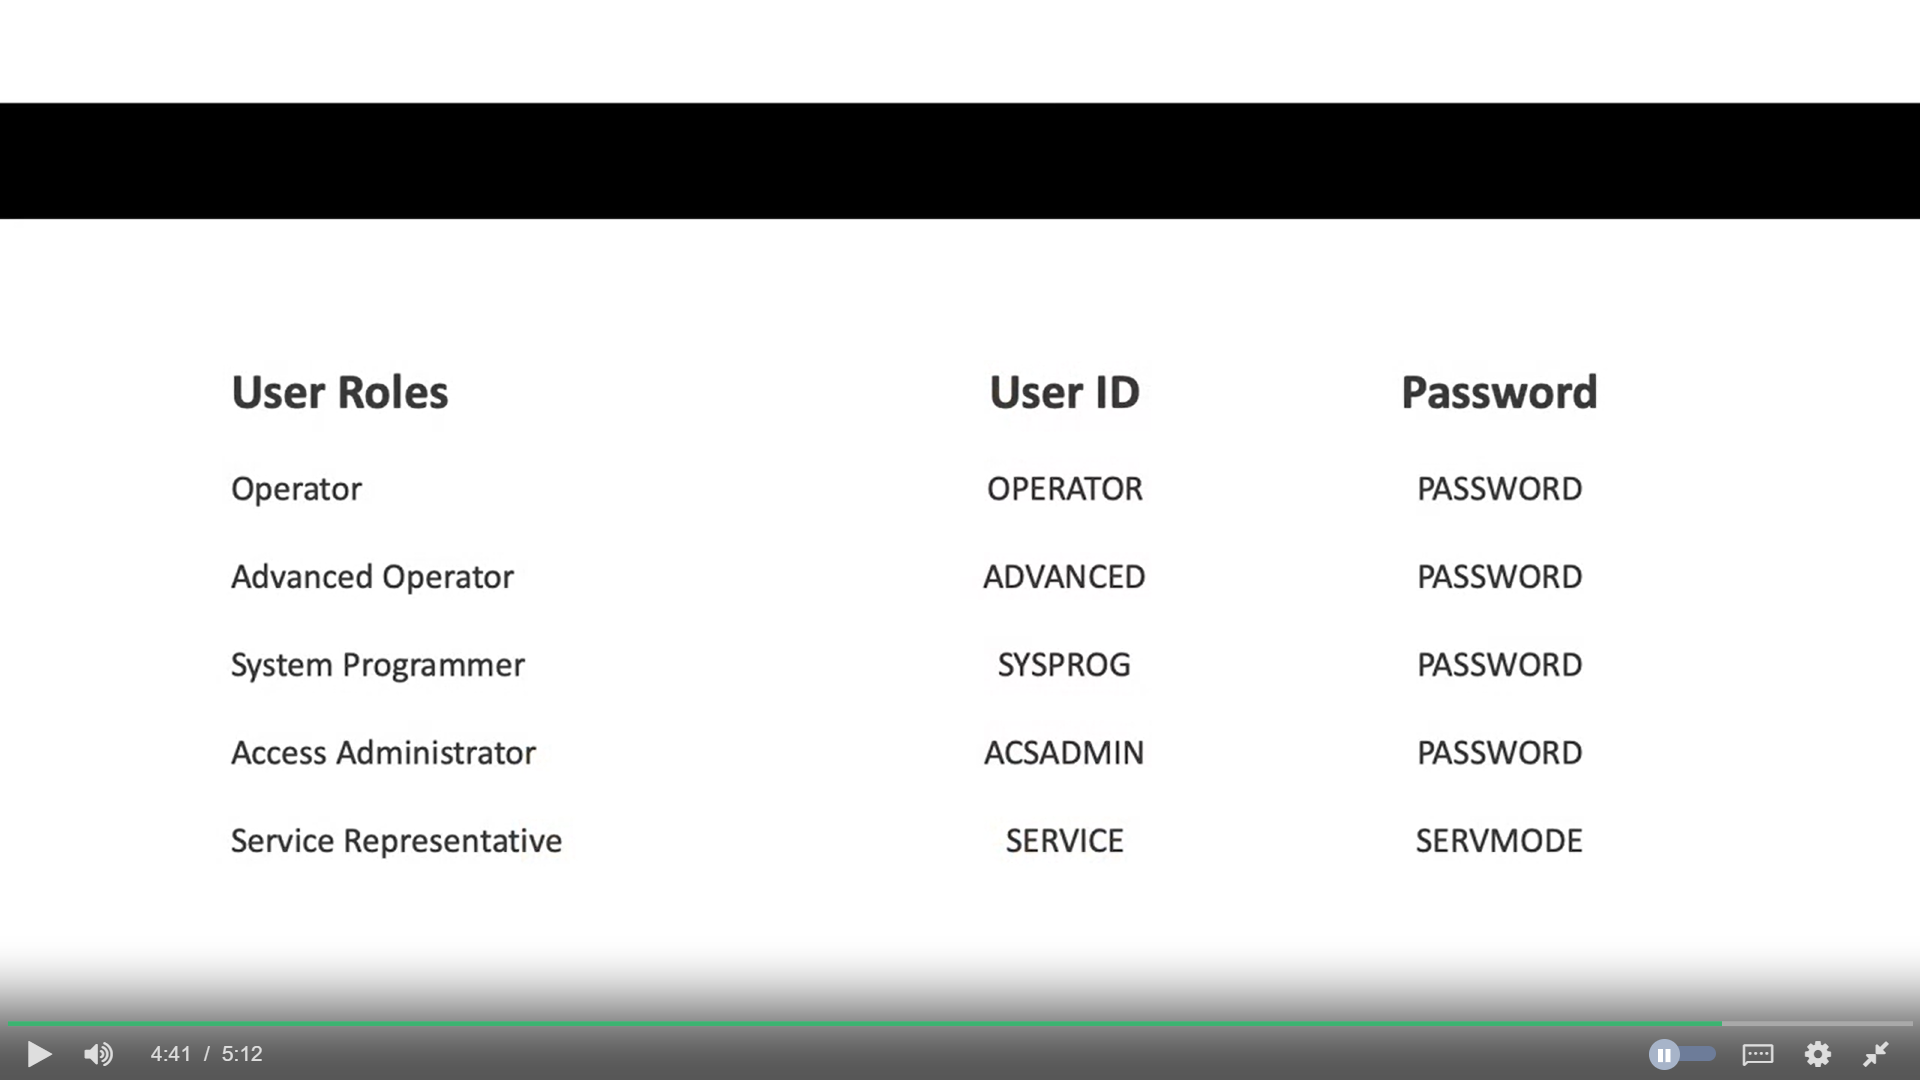 User Roles User ID Password
Operator OPERATOR PASSWORD
Advanced Operator ADVANCED PASSWORD
System Programmer SYSPROG PASSWORD
Access Administrator ACSADMIN PASSWORD
Service Representative SERVICE SERVMODE
4:41 / 5:12